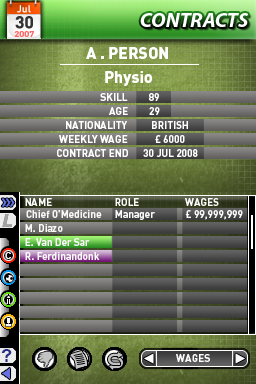 Jul
30
2007
CONTRACTS
A . PERSON
Physio
SKILL 89
AGE 29
NATIONALITY BRITISH
WEEKLY WAGE £ 6000
CONTRACT END 30 JUL 2008
NAME ROLE WAGES
Chief O'Medicine Manager £ 99,999,999
M. Diazo
E. Van Der Sar
R. Ferdinandonk
L
C
?
WAGES